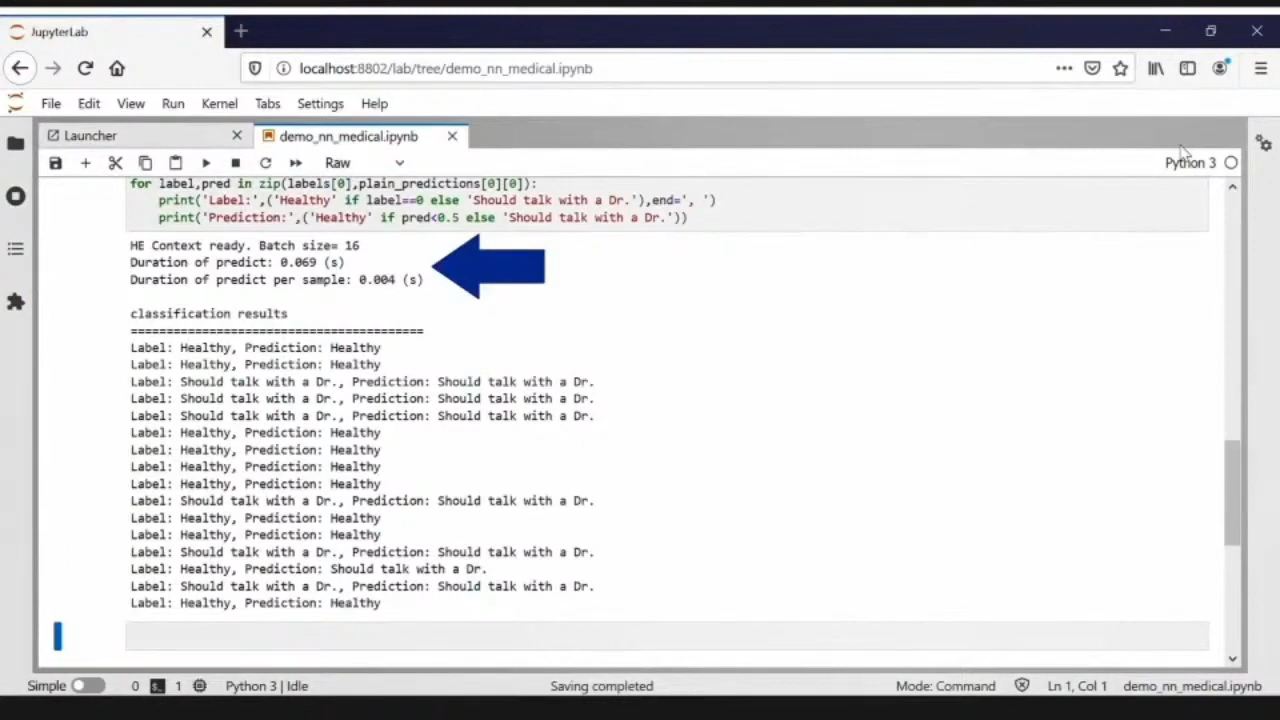 JupyterLab
localhost:8802/lab/tree/demo_nn_medical.ipynb
File Edit View Run Kernel Tabs Settings Help
Launcher demo_nn_medical.ipynb
Raw Python 3
for label,pred in zip(labels[0],plain_predictions[0][0]):
print('Label:',('Healthy' if label==0 else 'Should talk with a Dr.'),end=', ')
print('Prediction:',('Healthy' if pred<0.5 else 'Should talk with a Dr.'))
HE Context ready. Batch size= 16
Duration of predict: 0.069 (s)
Duration of predict per sample: 0.004 (s)
classification results
=========================================
Label: Healthy, Prediction: Healthy
Label: Healthy, Prediction: Healthy
Label: Should talk with a Dr., Prediction: Should talk with a Dr.
Label: Should talk with a Dr., Prediction: Should talk with a Dr.
Label: Should talk with a Dr., Prediction: Should talk with a Dr.
Label: Healthy, Prediction: Healthy
Label: Healthy, Prediction: Healthy
Label: Healthy, Prediction: Healthy
Label: Healthy, Prediction: Healthy
Label: Should talk with a Dr., Prediction: Should talk with a Dr.
Label: Healthy, Prediction: Healthy
Label: Healthy, Prediction: Healthy
Label: Should talk with a Dr., Prediction: Should talk with a Dr.
Label: Healthy, Prediction: Should talk with a Dr.
Label: Should talk with a Dr., Prediction: Should talk with a Dr.
Label: Healthy, Prediction: Healthy
Simple 0 1 Python 3 | Idle Saving completed Mode: Command Ln 1, Col 1 demo_nn_medical.ipynb